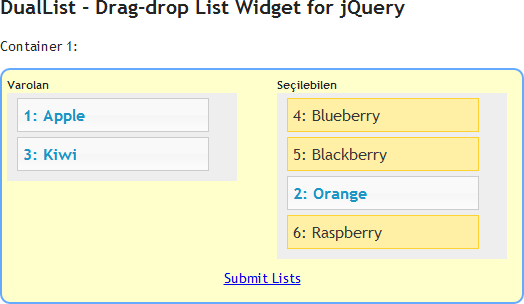 DualList – Drag-drop List Widget for jQuery
Container 1:
Varolan
1: Apple
3: Kiwi
Seçilebilen
4: Blueberry
5: Blackberry
2: Orange
6: Raspberry
Submit Lists